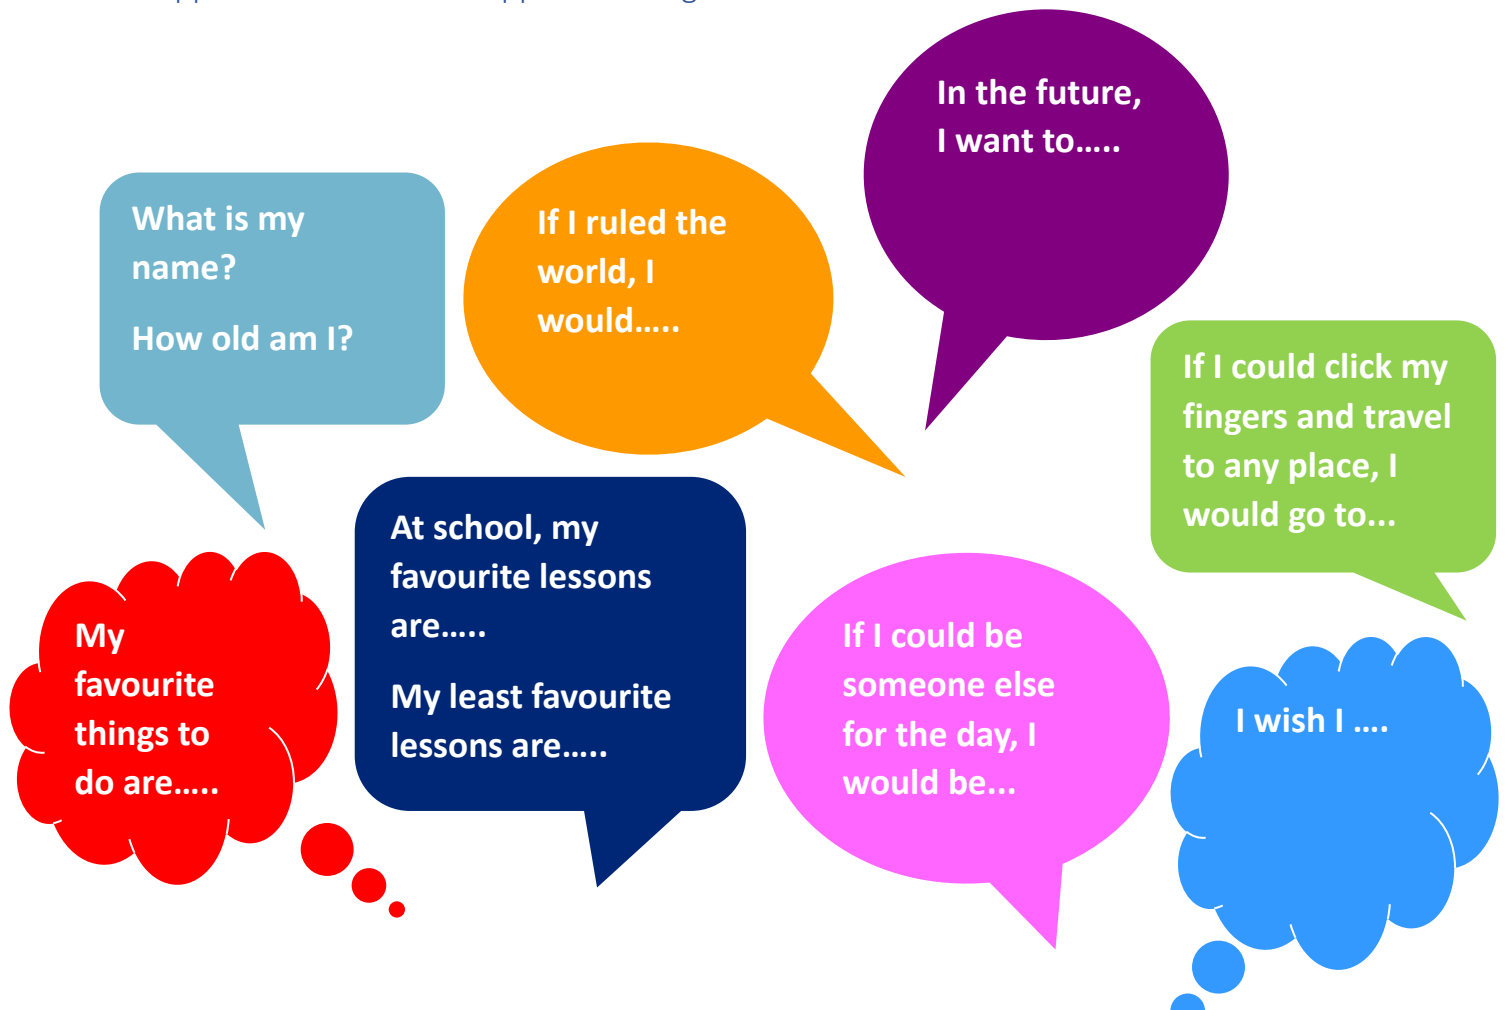 In the future,
I want to.....
What is my
name?
How old am I?
If I ruled the
world, I
would.....
If I could click my
fingers and travel
to any place, I
would go to...
At school, my
favourite lessons
are.....
My least favourite
lessons are.....
My
favourite
things to
do are.....
If I could be
someone else
for the day, I
would be...
I wish I ....